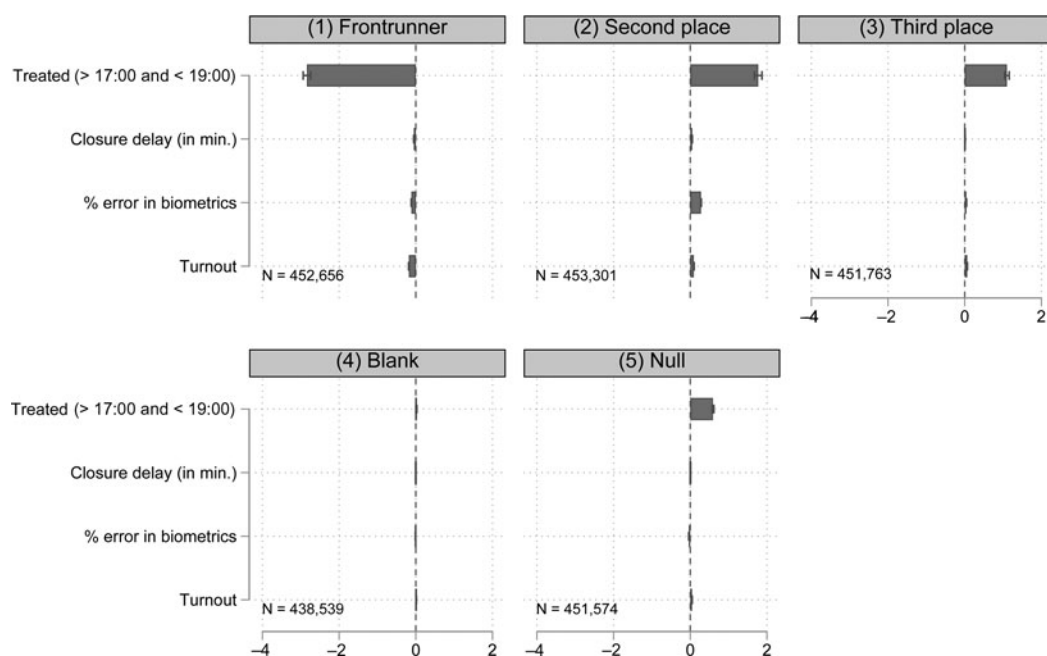 (1) Frontrunner
(2) Second place
(3) Third place
Treated (> 17:00 and < 19:00)
Closure delay (in min.)
% error in biometrics
Turnout
N = 452,656
N = 453,301
N = 451,763
–4 –2 0 2
(4) Blank
(5) Null
Treated (> 17:00 and < 19:00)
Closure delay (in min.)
% error in biometrics
Turnout
N = 438,539
N = 451,574
–4 –2 0 2
–4 –2 0 2